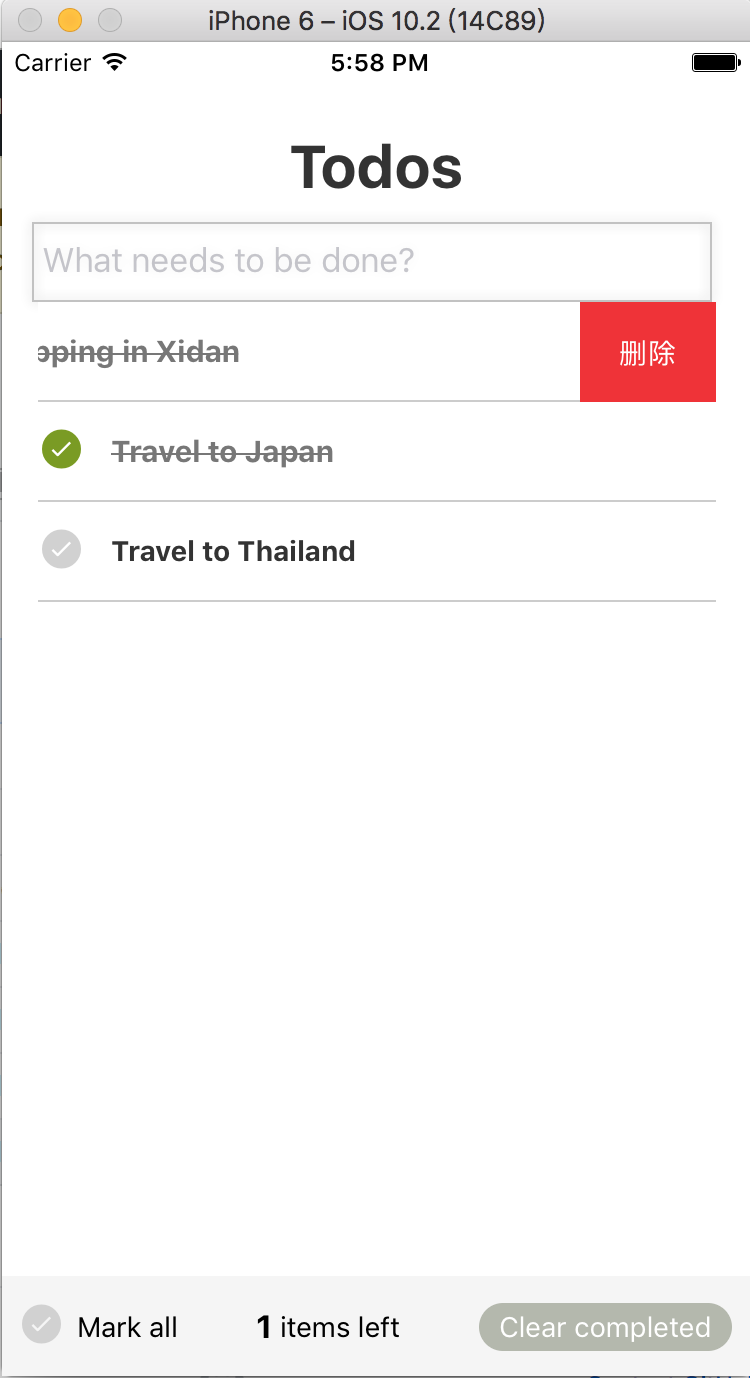 iPhone 6 – iOS 10.2 (14C89)
Carrier 5:58 PM
Todos
What needs to be done?
pping in Xidan 删除
Travel to Japan
Travel to Thailand
Mark all 1 items left Clear completed